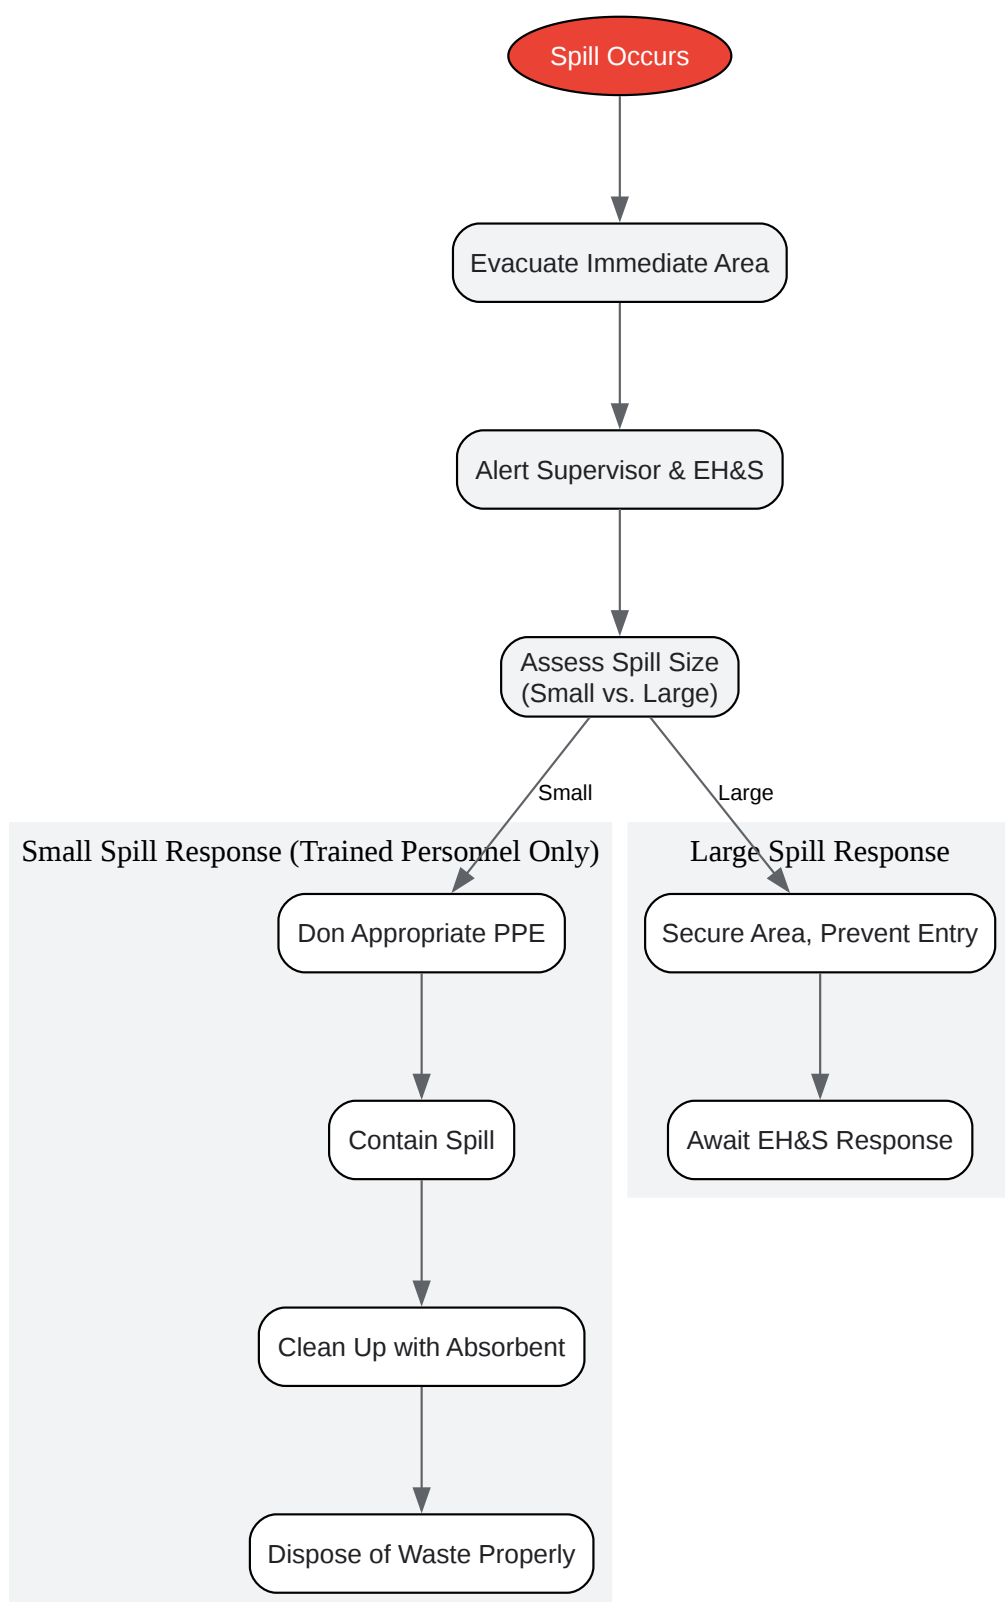 Spill Occurs
Evacuate Immediate Area
Alert Supervisor & EH&S
Assess Spill Size
(Small vs. Large)
Small
Large
Small Spill Response (Trained Personnel Only)
Don Appropriate PPE
Contain Spill
Clean Up with Absorbent
Dispose of Waste Properly
Large Spill Response
Secure Area, Prevent Entry
Await EH&S Response